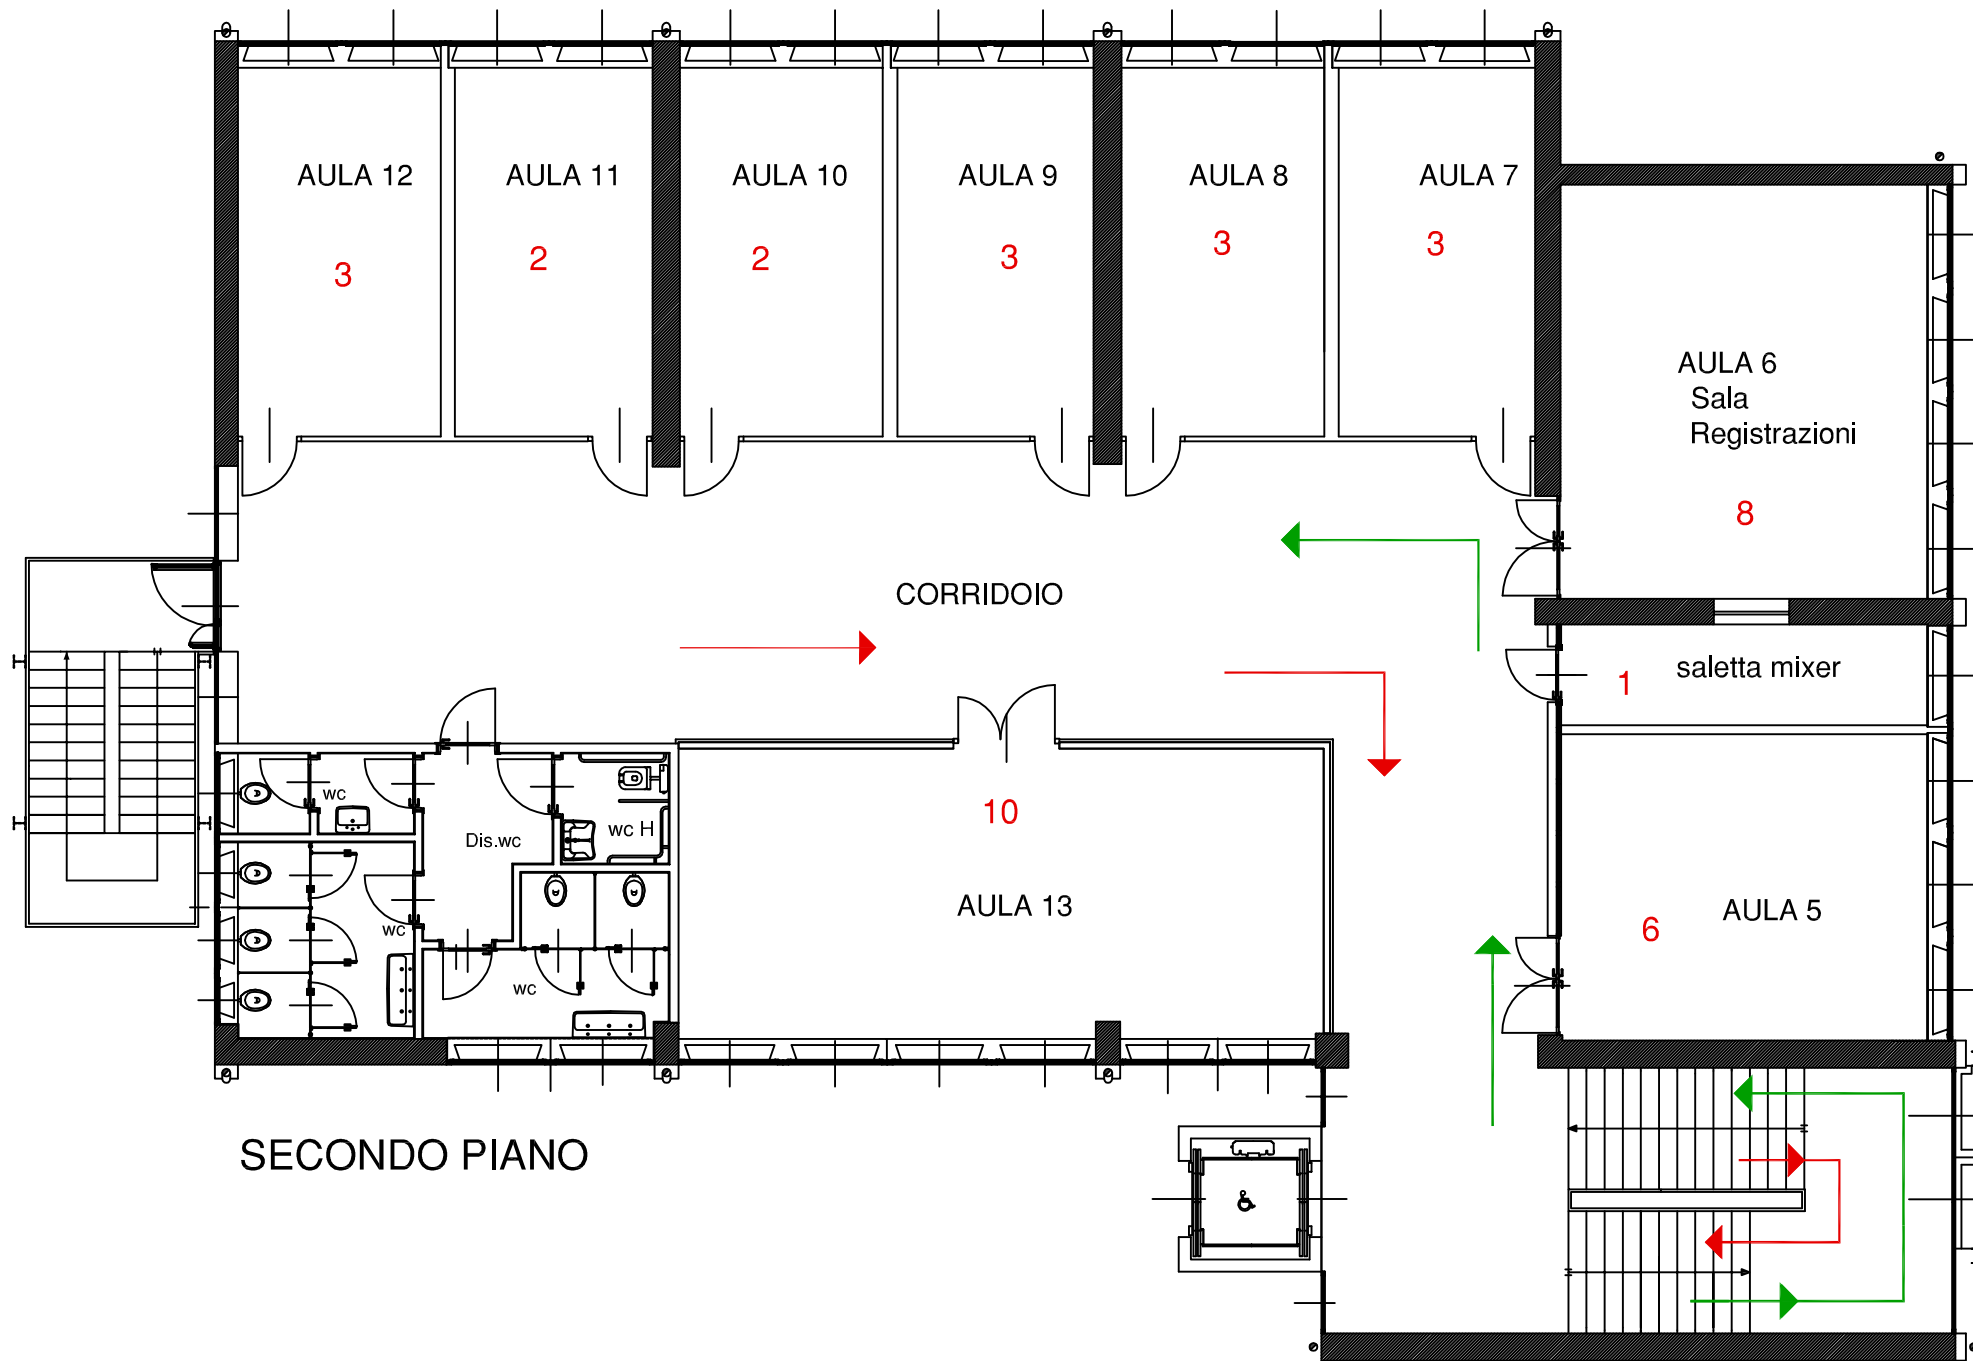 AULA 12
AULA 11
AULA 10
AULA 9
AULA 8
AULA 7
3
2
2
3
3
3
AULA 6
Sala
Registrazioni
8
CORRIDOIO
saletta mixer
1
wc
wc H
Dis.wc
10
AULA 13
AULA 5
6
wc
wc
SECONDO PIANO